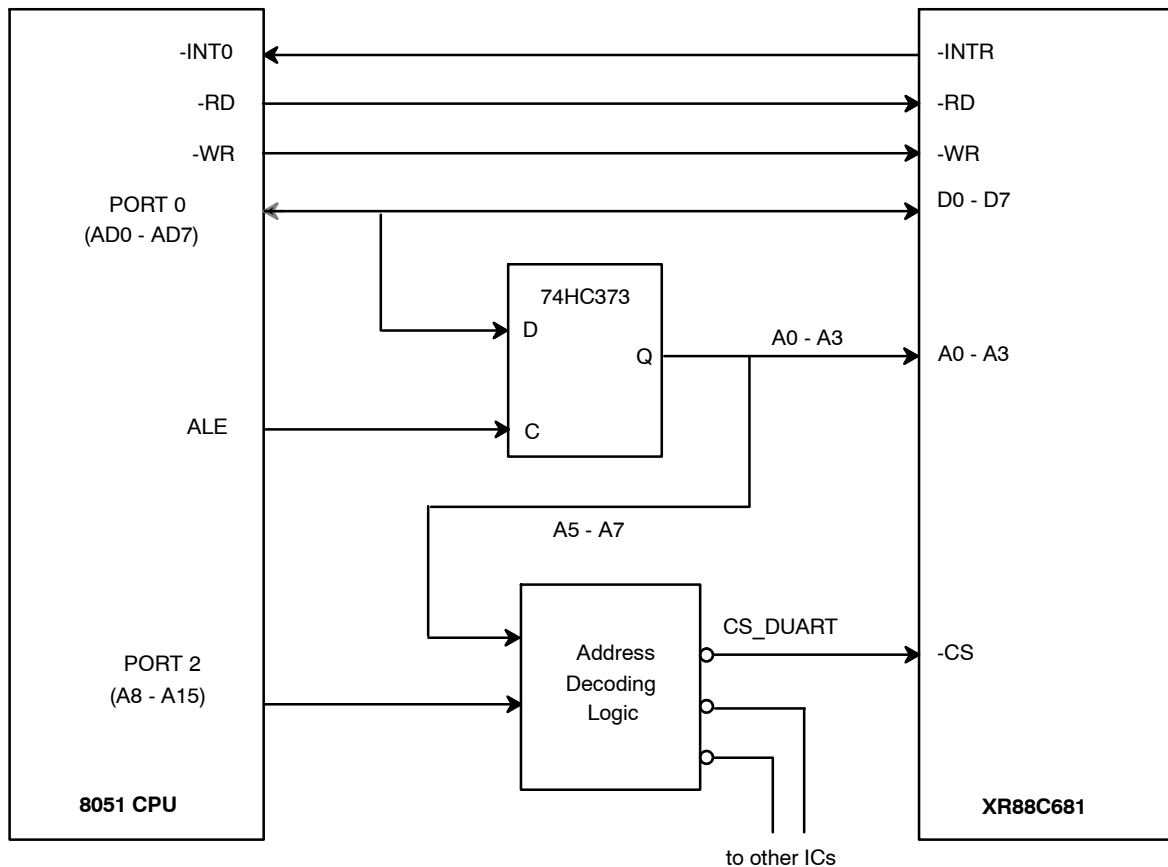 -INT0
-INTR
-RD
-RD
-WR
-WR
PORT 0
(AD0 - AD7)
D0 - D7
74HC373
D
Q
A0 - A3
A0 - A3
ALE
C
A5 - A7
PORT 2
(A8 - A15)
Address
Decoding
Logic
CS_DUART
-CS
8051 CPU
XR88C681
to other ICs